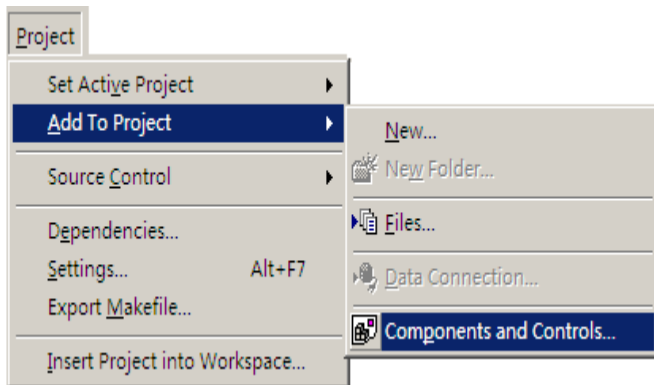 Project
Set Active Project
Add To Project
Source Control
Dependencies...
Settings... Alt+F7
Export Makefile...
Insert Project into Workspace...
New...
New Folder...
Files...
Data Connection...
Components and Controls...